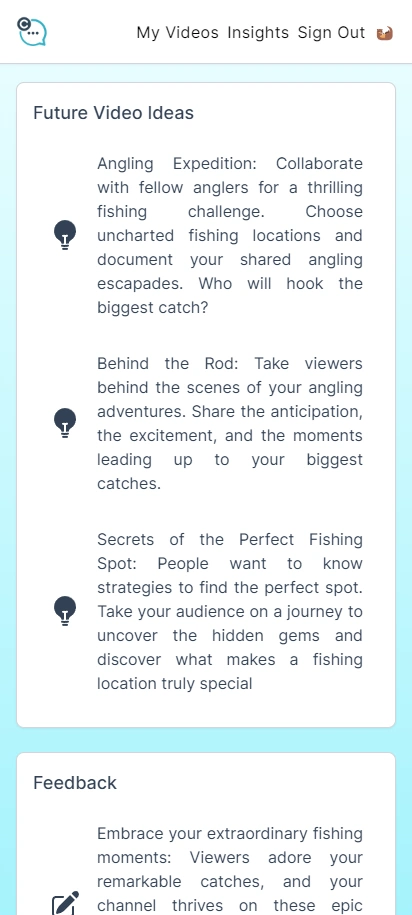 My Videos Insights Sign Out
Future Video Ideas
Angling Expedition: Collaborate
with fellow anglers for a thrilling
fishing challenge. Choose
uncharted fishing locations and
document your shared angling
escapades. Who will hook the
biggest catch?
Behind the Rod: Take viewers
behind the scenes of your angling
adventures. Share the anticipation,
the excitement, and the moments
leading up to your biggest
catches.
Secrets of the Perfect Fishing
Spot: People want to know
strategies to find the perfect spot.
Take your audience on a journey to
uncover the hidden gems and
discover what makes a fishing
location truly special
Feedback
Embrace your extraordinary fishing
moments: Viewers adore your
remarkable catches, and your
channel thrives on these epic